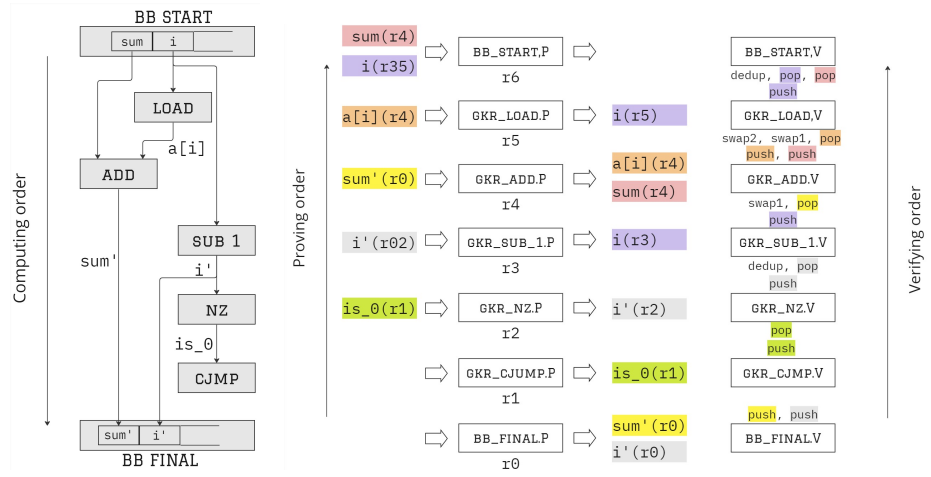 BB START
sum i
LOAD
a[i]
ADD
SUB 1
sum'
i'
NZ
is_0
CJMP
sum' i'
BB FINAL
Computing order
Proving order
sum(r4)
i(r35)
BB_START,P
r6
a[i](r4)
GKR_LOAD.P
i(r5)
r5
sum'(r0)
GKR_ADD.P
a[i](r4)
sum(r4)
r4
i'(r02)
GKR_SUB_1.P
i(r3)
r3
is_0(r1)
GKR_NZ.P
i'(r2)
r2
GKR_CJUMP.P
is_0(r1)
r1
BB_FINAL.P
sum'(r0)
i'(r0)
r0
BB_START,V
dedup, pop, pop
push
GKR_LOAD,V
swap2, swap1, pop
push, push
GKR_ADD.V
swap1, pop
push
GKR_SUB_1.V
dedup, pop
push
GKR_NZ.V
pop
push
GKR_CJMP.V
push, push
BB_FINAL.V
Verifying order